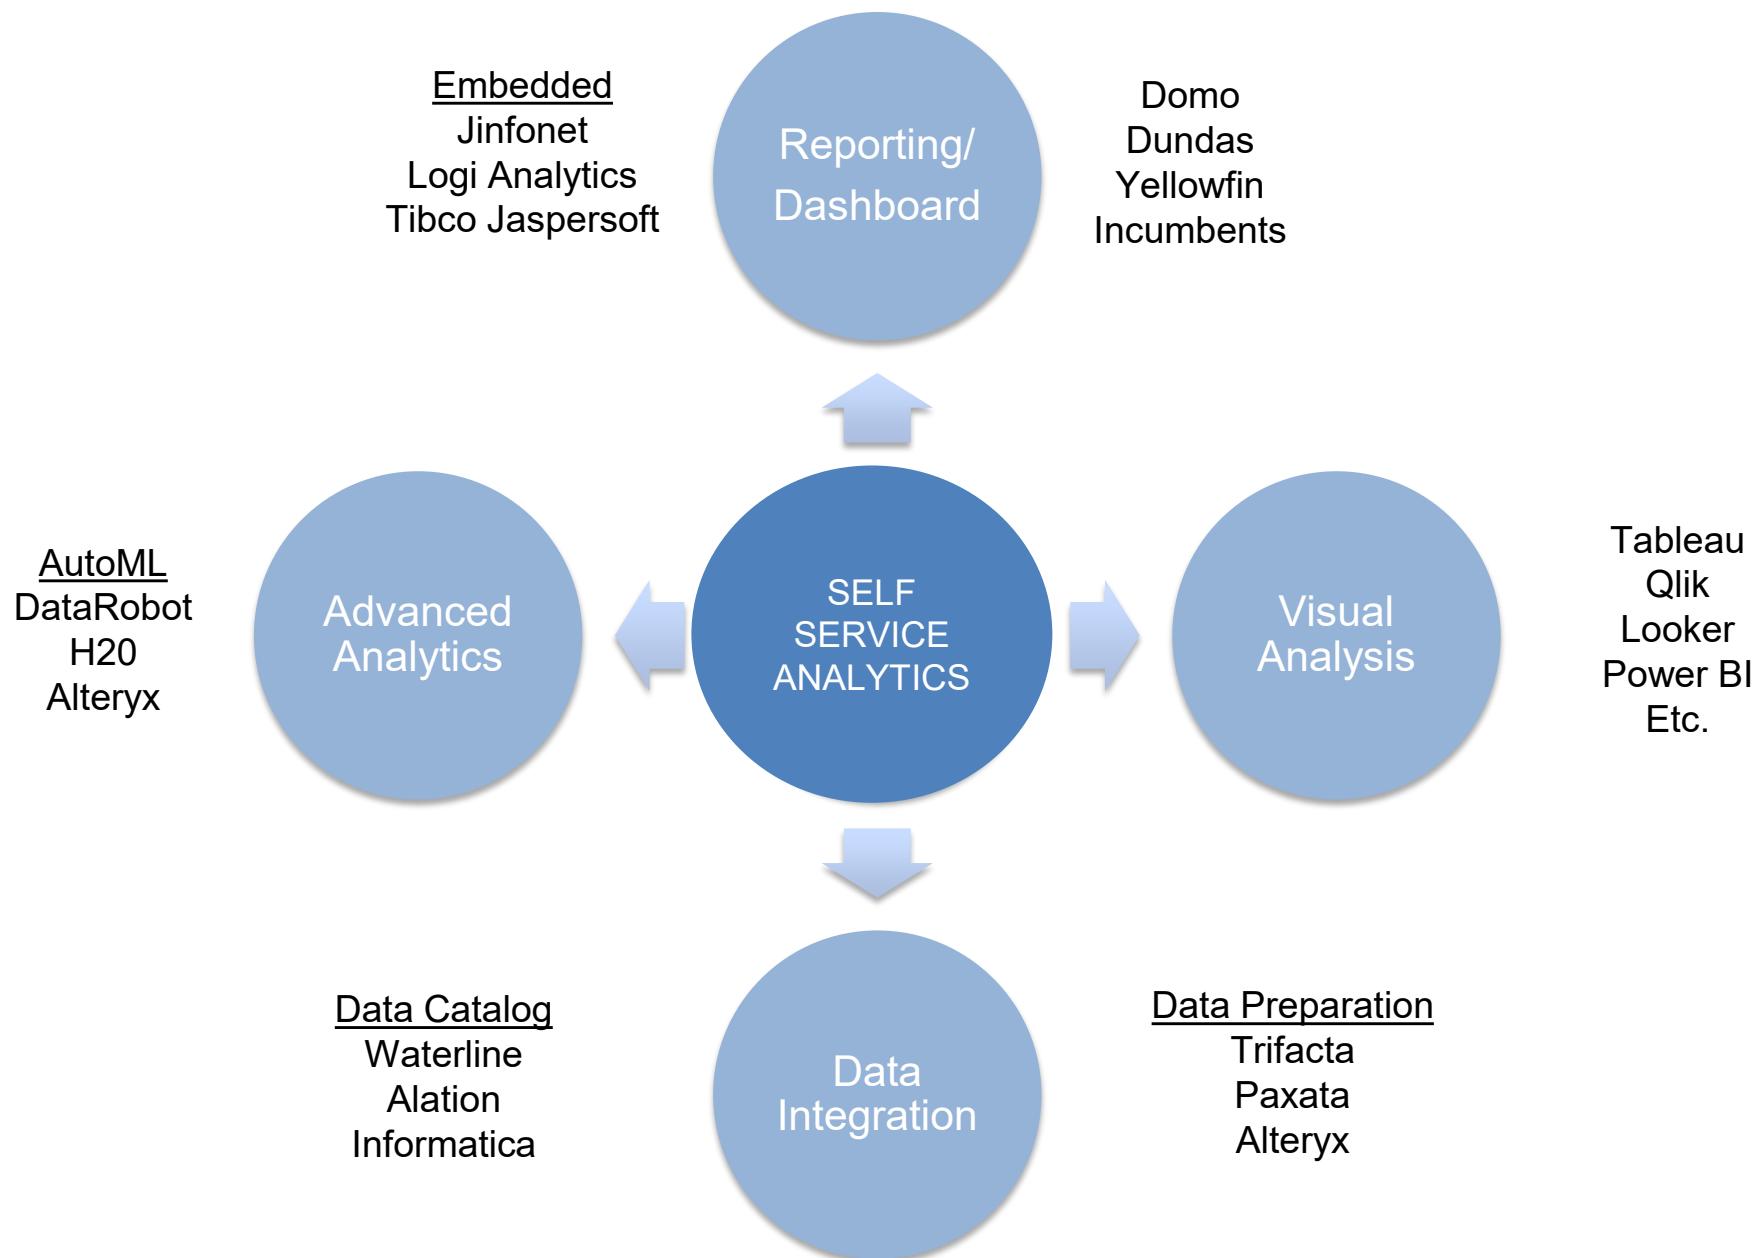 Embedded
Jinfonet
Logi Analytics
Tibco Jaspersoft
Reporting/
Dashboard
Domo
Dundas
Yellowfin
Incumbents
AutoML
DataRobot
H20
Alteryx
Advanced
Analytics
SELF
SERVICE
ANALYTICS
Visual
Analysis
Tableau
Qlik
Looker
Power BI
Etc.
Data Catalog
Waterline
Alation
Informatica
Data
Integration
Data Preparation
Trifacta
Paxata
Alteryx